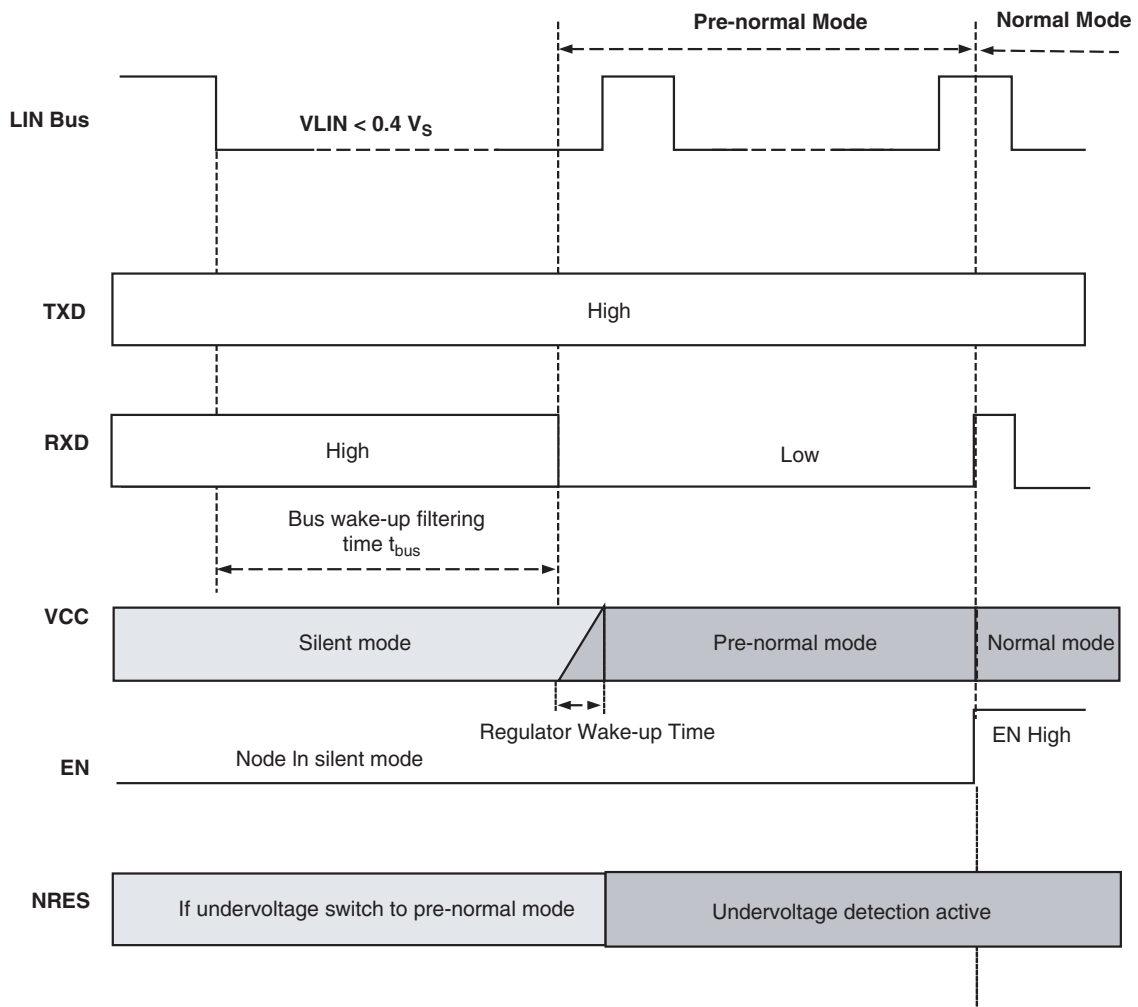 Pre-normal Mode
Normal Mode
LIN Bus
VLIN < 0.4 VS
TXD
High
RXD
High
Low
Bus wake-up filtering
time tbus
VCC
Silent mode
Pre-normal mode
Normal mode
Regulator Wake-up Time
EN High
Node In silent mode
EN
NRES
If undervoltage switch to pre-normal mode
Undervoltage detection active